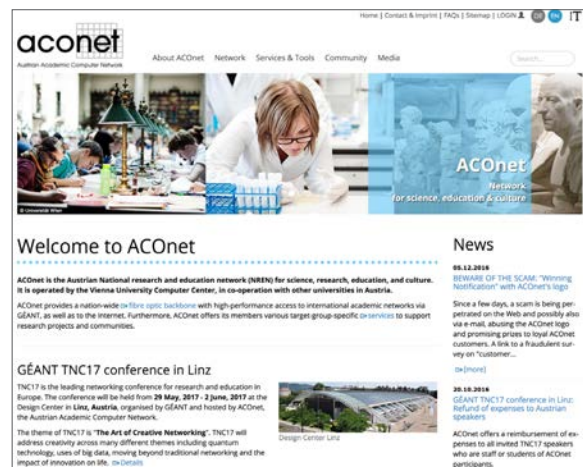 Home | Contact & Imprint | FAQs | Sitemap | LOGIN
DE EN
aconet
Austrian Academic Computer Network
About ACOnet Network Services & Tools Community Media
Search...
ACOnet
Network
for science, education & culture
© Universität Wien
Welcome to ACOnet
ACOnet is the Austrian National research and education network (NREN) for science, research, education, and culture.
It is operated by the Vienna University Computer Center, in co-operation with other universities in Austria.
ACOnet provides a nation-wide fibre optic backbone with high-performance access to international academic networks via
GÉANT, as well as to the Internet. Furthermore, ACOnet offers its members various target-group-specific services to support
research projects and communities.
GÉANT TNC17 conference in Linz
TNC17 is the leading networking conference for research and education in
Europe. The conference will be held from 29 May, 2017 - 2 June, 2017 at the
Design Center in Linz, Austria, organised by GÉANT and hosted by ACOnet,
the Austrian Academic Computer Network.
The theme of TNC17 is "The Art of Creative Networking". TNC17 will
address creativity across many different themes including quantum
technology, uses of big data, moving beyond traditional networking and the
impact of innovation on life. Details
Design Center Linz
News
05.12.2016
BEWARE OF THE SCAM: "Winning
Notification" with ACOnet's logo
Since a few days, a scam is being per-
petrated on the Web and possibly also
via e-mail, abusing the ACOnet logo
and promising prizes to loyal ACOnet
customers. A link to a fraudulent sur-
vey on "customer...
[more]
20.10.2016
GÉANT TNC17 conference in Linz:
Refund of expenses to Austrian
speakers
ACOnet offers a reimbursement of ex-
penses to all invited TNC17 speakers
who are staff or students of ACOnet
participants.